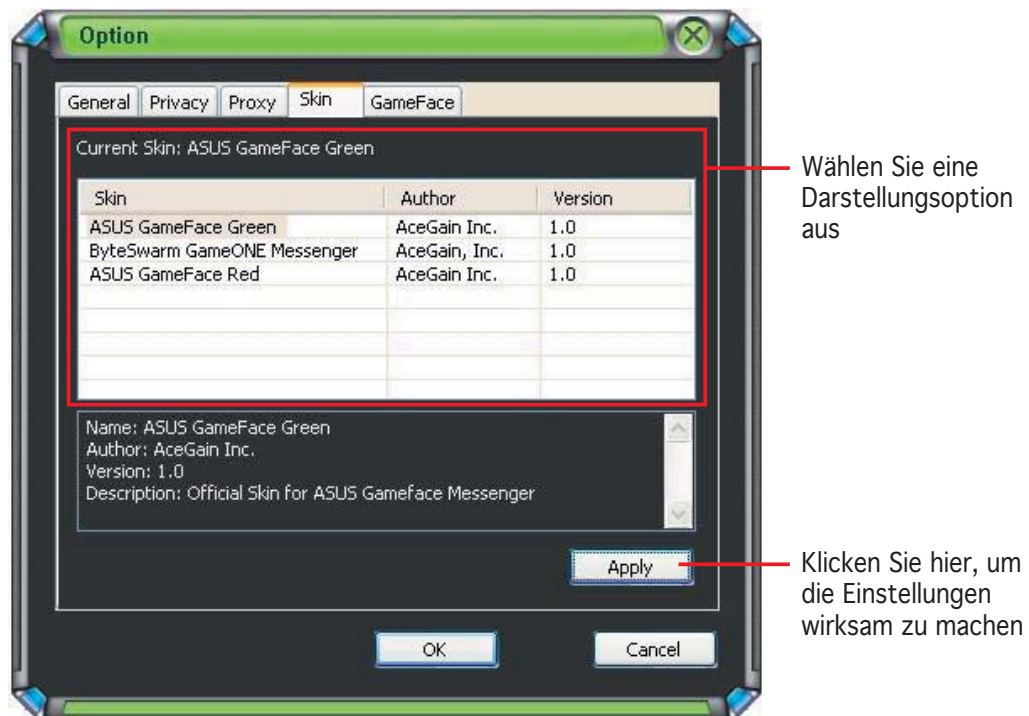 Option
General Privacy Proxy Skin GameFace
Current Skin: ASUS GameFace Green
Skin Author Version
ASUS GameFace Green AceGain Inc. 1.0
ByteSwarm GameONE Messenger AceGain, Inc. 1.0
ASUS GameFace Red AceGain Inc. 1.0
Name: ASUS GameFace Green
Author: AceGain Inc.
Version: 1.0
Description: Official Skin for ASUS Gameface Messenger
Apply
OK Cancel
Wählen Sie eine
Darstellungsoption
aus
Klicken Sie hier, um
die Einstellungen
wirksam zu machen